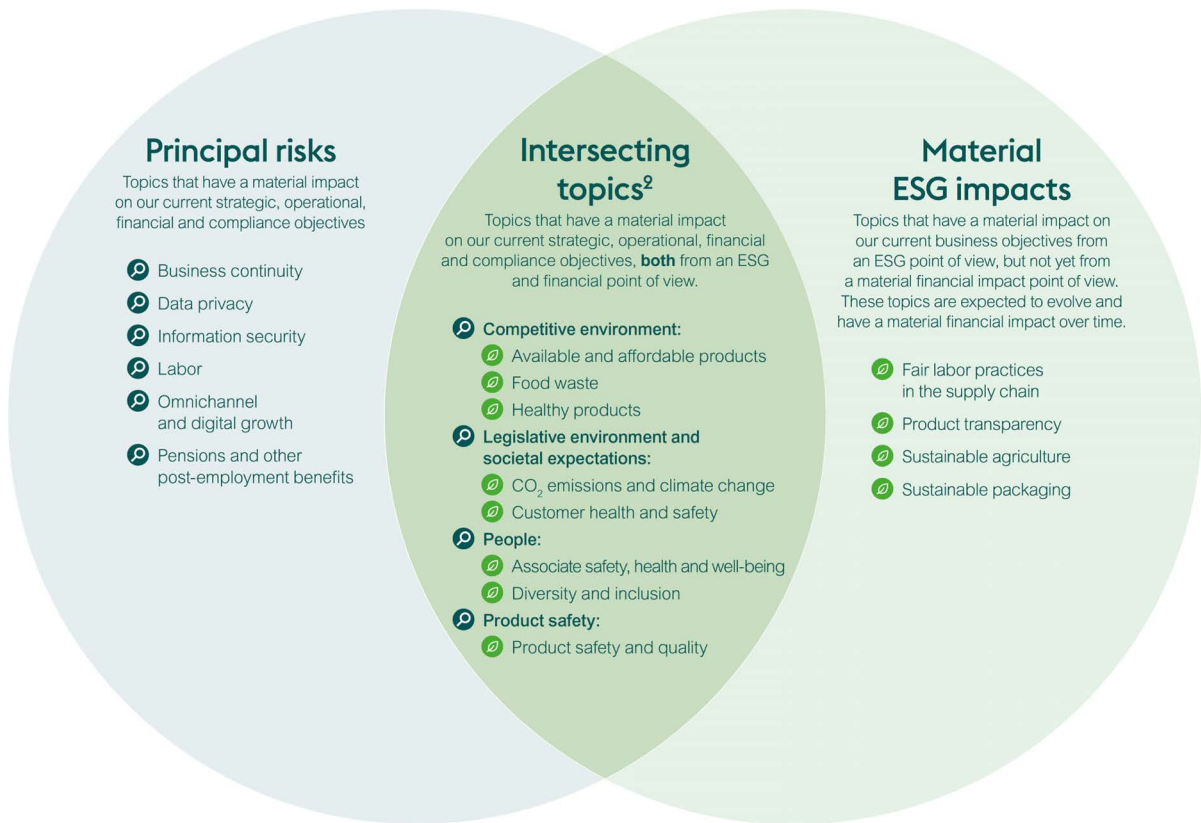 Principal risks
Topics that have a material impact
on our current strategic, operational,
financial and compliance objectives
Business continuity
Data privacy
Information security
Labor
Omnichannel
and digital growth
Pensions and other
post-employment benefits
Intersecting
topics²
Topics that have a material impact
on our current strategic, operational, financial
and compliance objectives, both from an ESG
and financial point of view.
Competitive environment:
Available and affordable products
Food waste
Healthy products
Legislative environment and
societal expectations:
CO₂ emissions and climate change
Customer health and safety
People:
Associate safety, health and well-being
Diversity and inclusion
Product safety:
Product safety and quality
Material
ESG impacts
Topics that have a material impact on
our current business objectives from
an ESG point of view, but not yet from
a material financial impact point of view.
These topics are expected to evolve and
have a material financial impact over time.
Fair labor practices
in the supply chain
Product transparency
Sustainable agriculture
Sustainable packaging